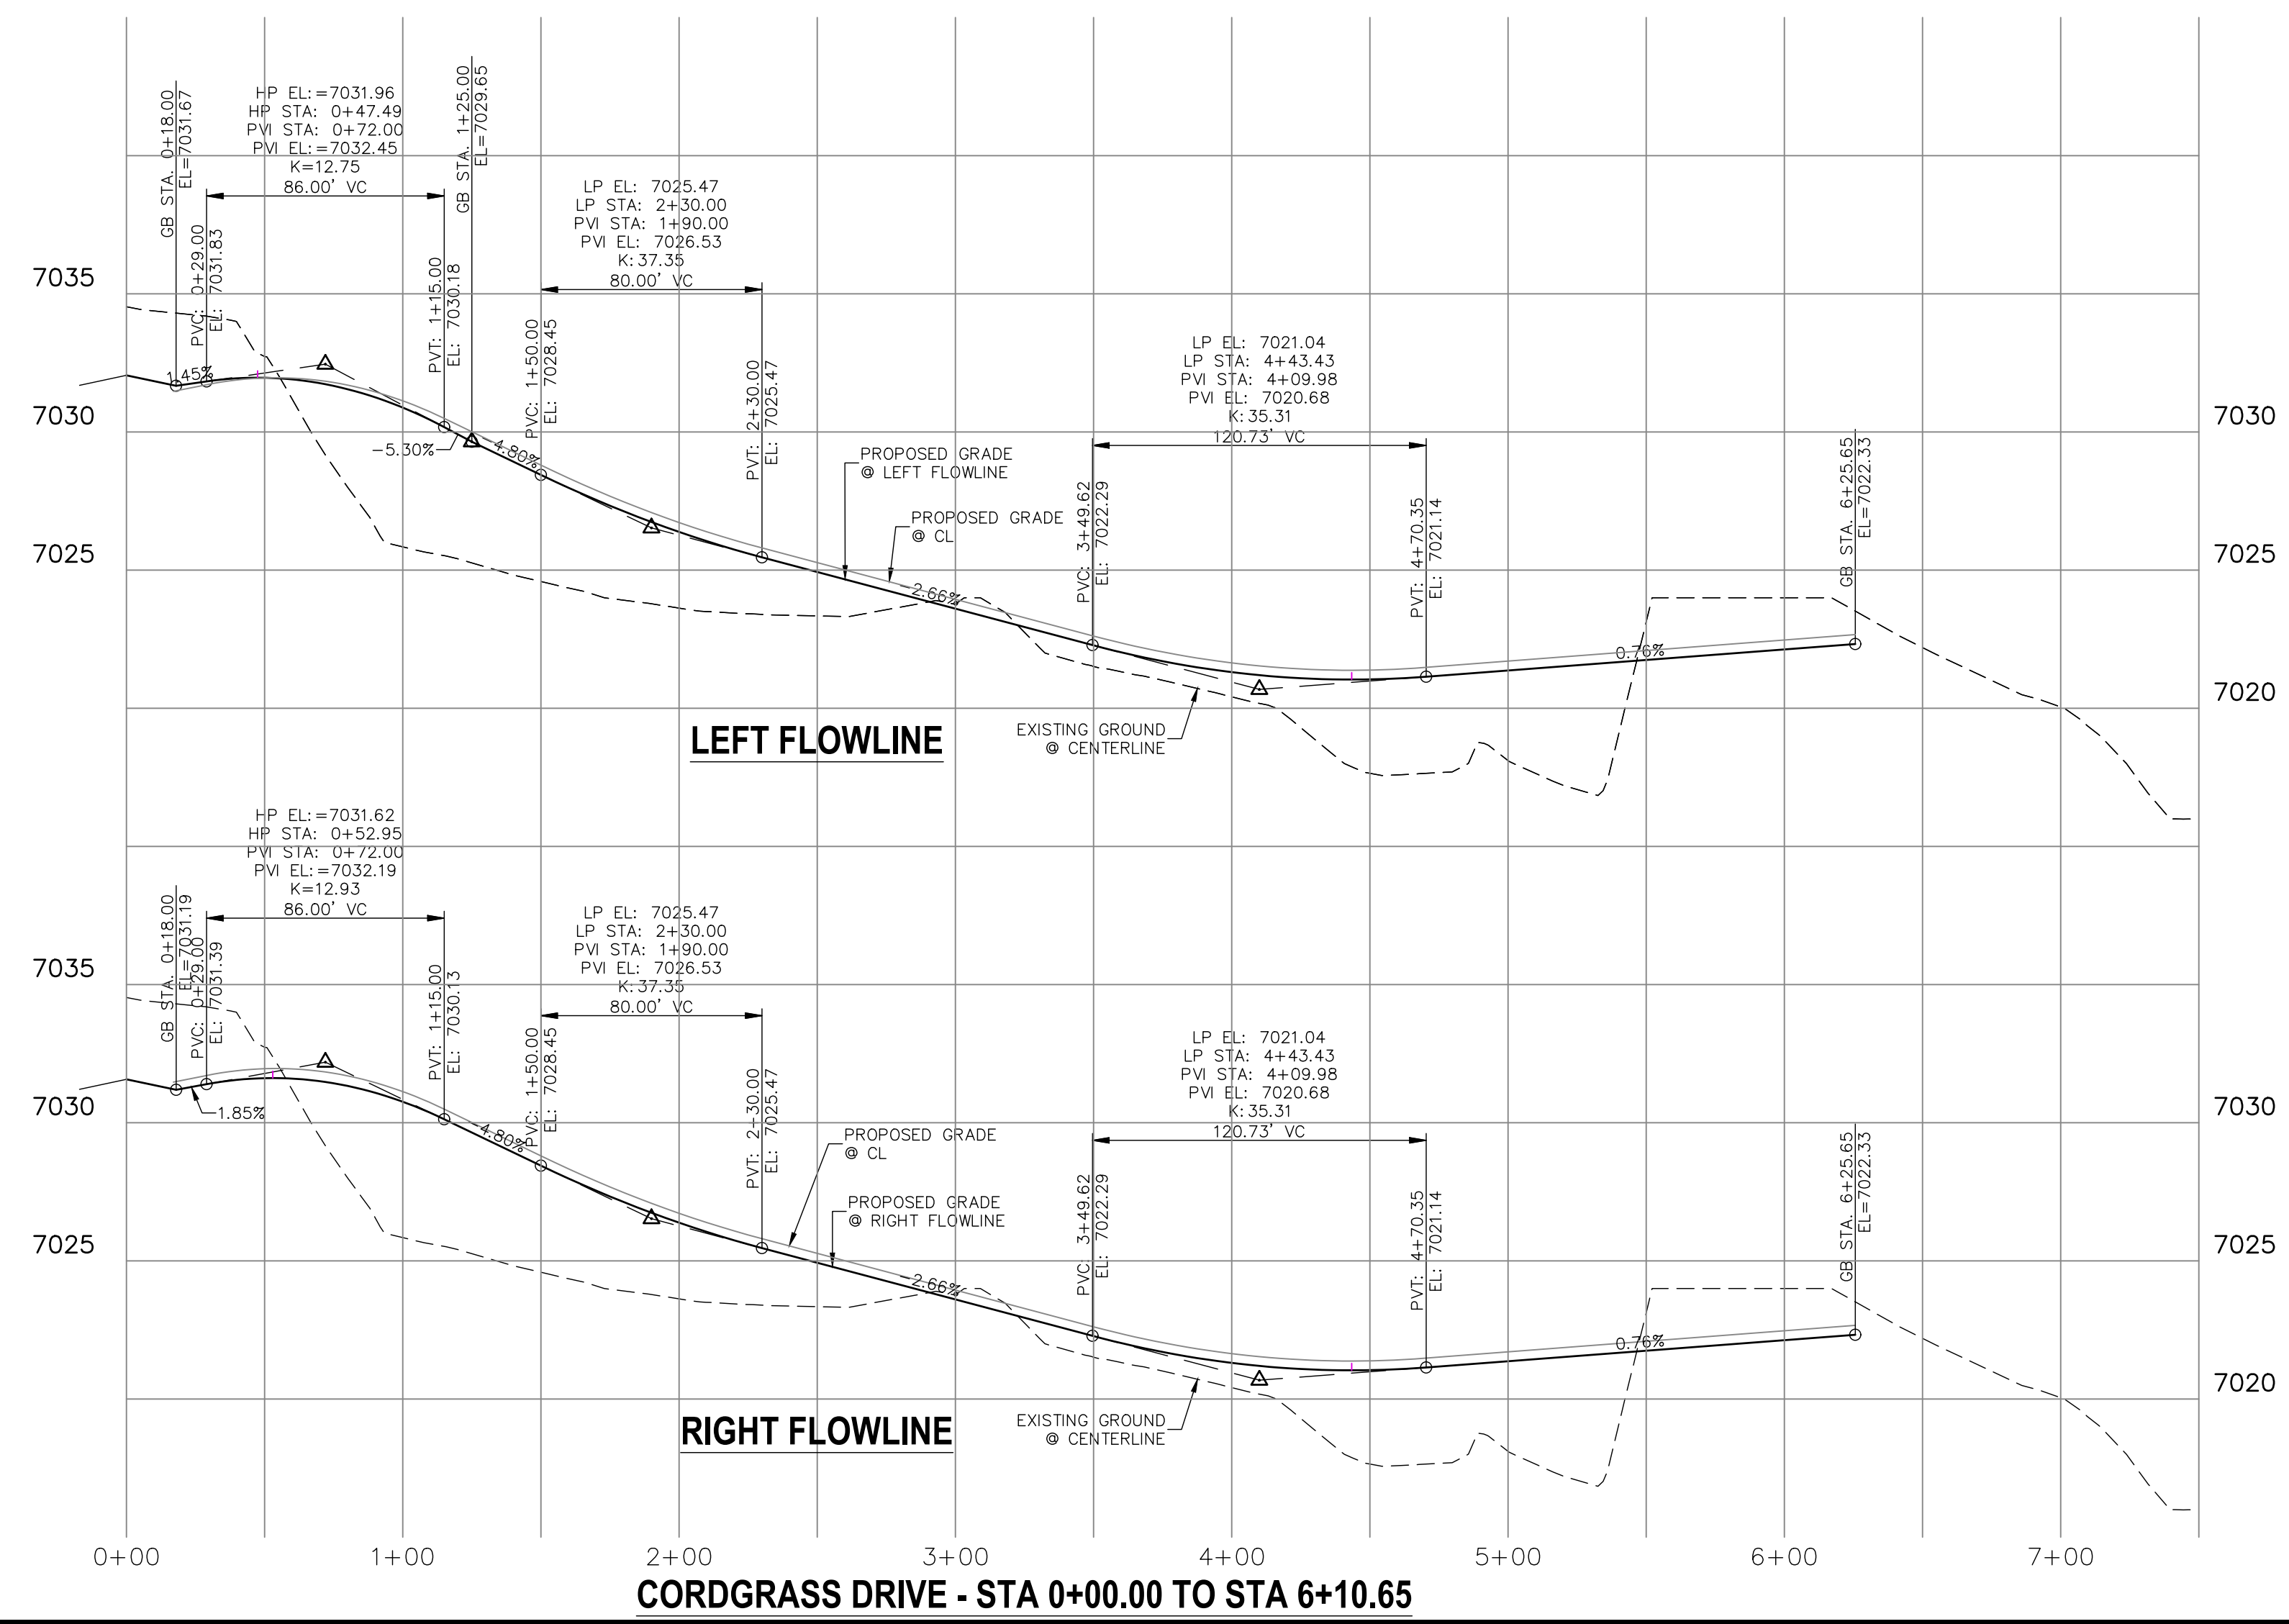 GB STA. 0+18.00
EL=7031.67
HP EL:=7031.96
HP STA: 0+47.49
PVI STA: 0+72.00
PVI EL:=7032.45
K=12.75
86.00' VC
PVC: 0+29.00
EL: 7031.83
PVT: 1+15.00
EL: 7030.18
GB STA. 1+25.00
EL=7029.65
LP EL: 7025.47
LP STA: 2+30.00
PVI STA: 1+90.00
PVI EL: 7026.53
K:37.35
80.00' VC
PVC: 1+50.00
EL: 7028.45
PVT: 2+30.00
EL: 7025.47
LP EL: 7021.04
LP STA: 4+43.43
PVI STA: 4+09.98
PVI EL: 7020.68
K:35.31
120.73' VC
PVC: 3+49.62
EL: 7022.29
PVT: 4+70.35
EL: 7021.14
GB STA. 6+25.65
EL=7022.33
7035
7030
7025
7030
7025
7020
1.45%
-5.30%
-4.80%
2.66%
0.76%
PROPOSED GRADE
@ LEFT FLOWLINE
PROPOSED GRADE
@ CL
EXISTING GROUND
@ CENTERLINE
LEFT FLOWLINE
GB STA. 0+18.00
EL=7031.19
HP EL:=7031.62
HP STA: 0+52.95
PVI STA: 0+72.00
PVI EL:=7032.19
K=12.93
86.00' VC
PVC: 0+29.00
EL: 7031.39
PVT: 1+15.00
EL: 7030.13
LP EL: 7025.47
LP STA: 2+30.00
PVI STA: 1+90.00
PVI EL: 7026.53
K:37.35
80.00' VC
PVC: 1+50.00
EL: 7028.45
PVT: 2+30.00
EL: 7025.47
LP EL: 7021.04
LP STA: 4+43.43
PVI STA: 4+09.98
PVI EL: 7020.68
K:35.31
120.73' VC
PVC: 3+49.62
EL: 7022.29
PVT: 4+70.35
EL: 7021.14
GB STA. 6+25.65
EL=7022.33
7035
7030
7025
7030
7025
7020
1.85%
-4.80%
2.66%
0.76%
PROPOSED GRADE
@ CL
PROPOSED GRADE
@ RIGHT FLOWLINE
EXISTING GROUND
@ CENTERLINE
RIGHT FLOWLINE
0+00 1+00 2+00 3+00 4+00 5+00 6+00 7+00
CORDGRASS DRIVE - STA 0+00.00 TO STA 6+10.65